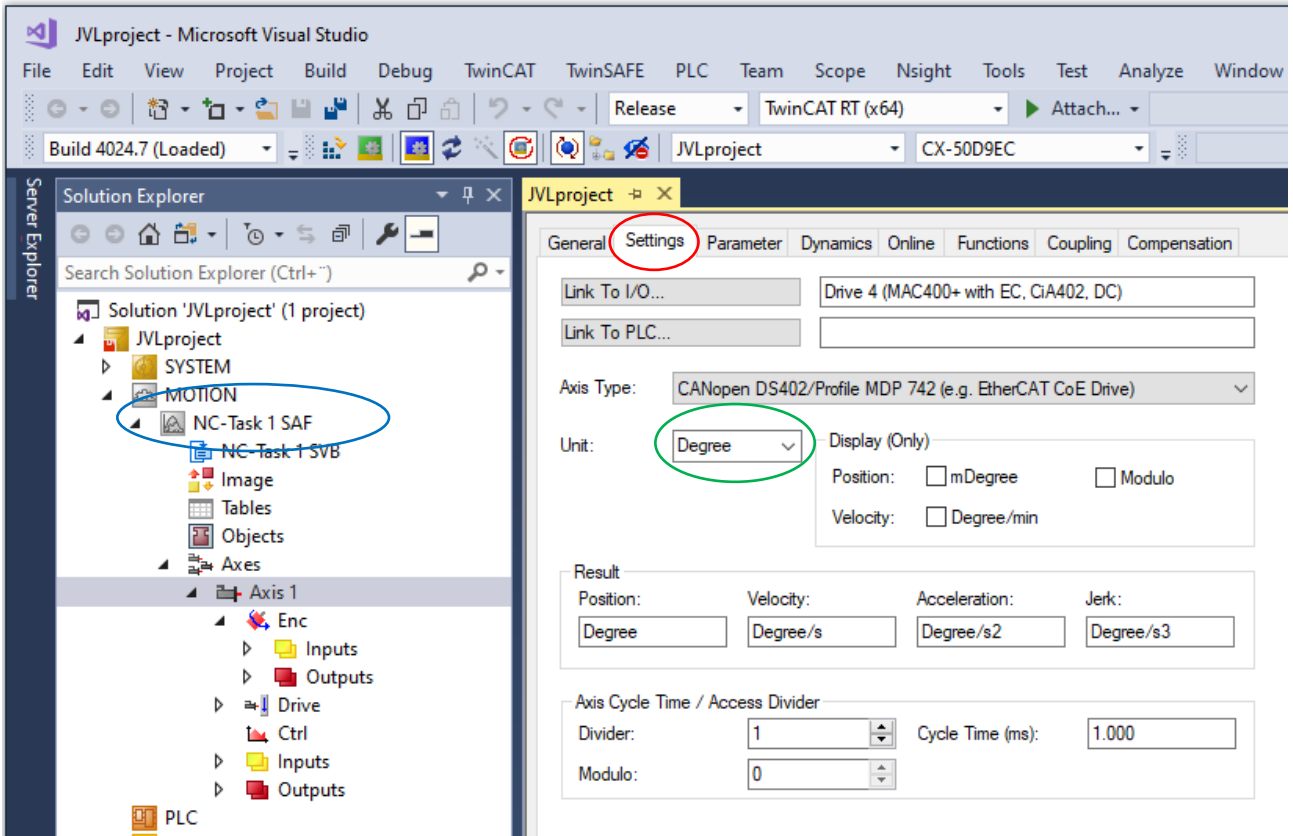 JVLproject - Microsoft Visual Studio
File Edit View Project Build Debug TwinCAT TwinSAFE PLC Team Scope Nsight Tools Test Analyze Window
Release TwinCAT RT (x64) Attach...
Build 4024.7 (Loaded) JVLproject CX-50D9EC
Server Explorer
Solution Explorer
Search Solution Explorer (Ctrl+¨)
Solution 'JVLproject' (1 project)
JVLproject
SYSTEM
MOTION
NC-Task 1 SAF
NC-Task 1 SVB
Image
Tables
Objects
Axes
Axis 1
Enc
Inputs
Outputs
Drive
Ctrl
Inputs
Outputs
PLC
JVLproject
General Settings Parameter Dynamics Online Functions Coupling Compensation
Link To I/O... Drive 4 (MAC400+ with EC, CiA402, DC)
Link To PLC...
Axis Type: CANopen DS402/Profile MDP 742 (e.g. EtherCAT CoE Drive)
Unit: Degree
Display (Only)
Position: mDegree Modulo
Velocity: Degree/min
Result
Position: Velocity: Acceleration: Jerk:
Degree Degree/s Degree/s2 Degree/s3
Axis Cycle Time / Access Divider
Divider: 1 Cycle Time (ms): 1.000
Modulo: 0